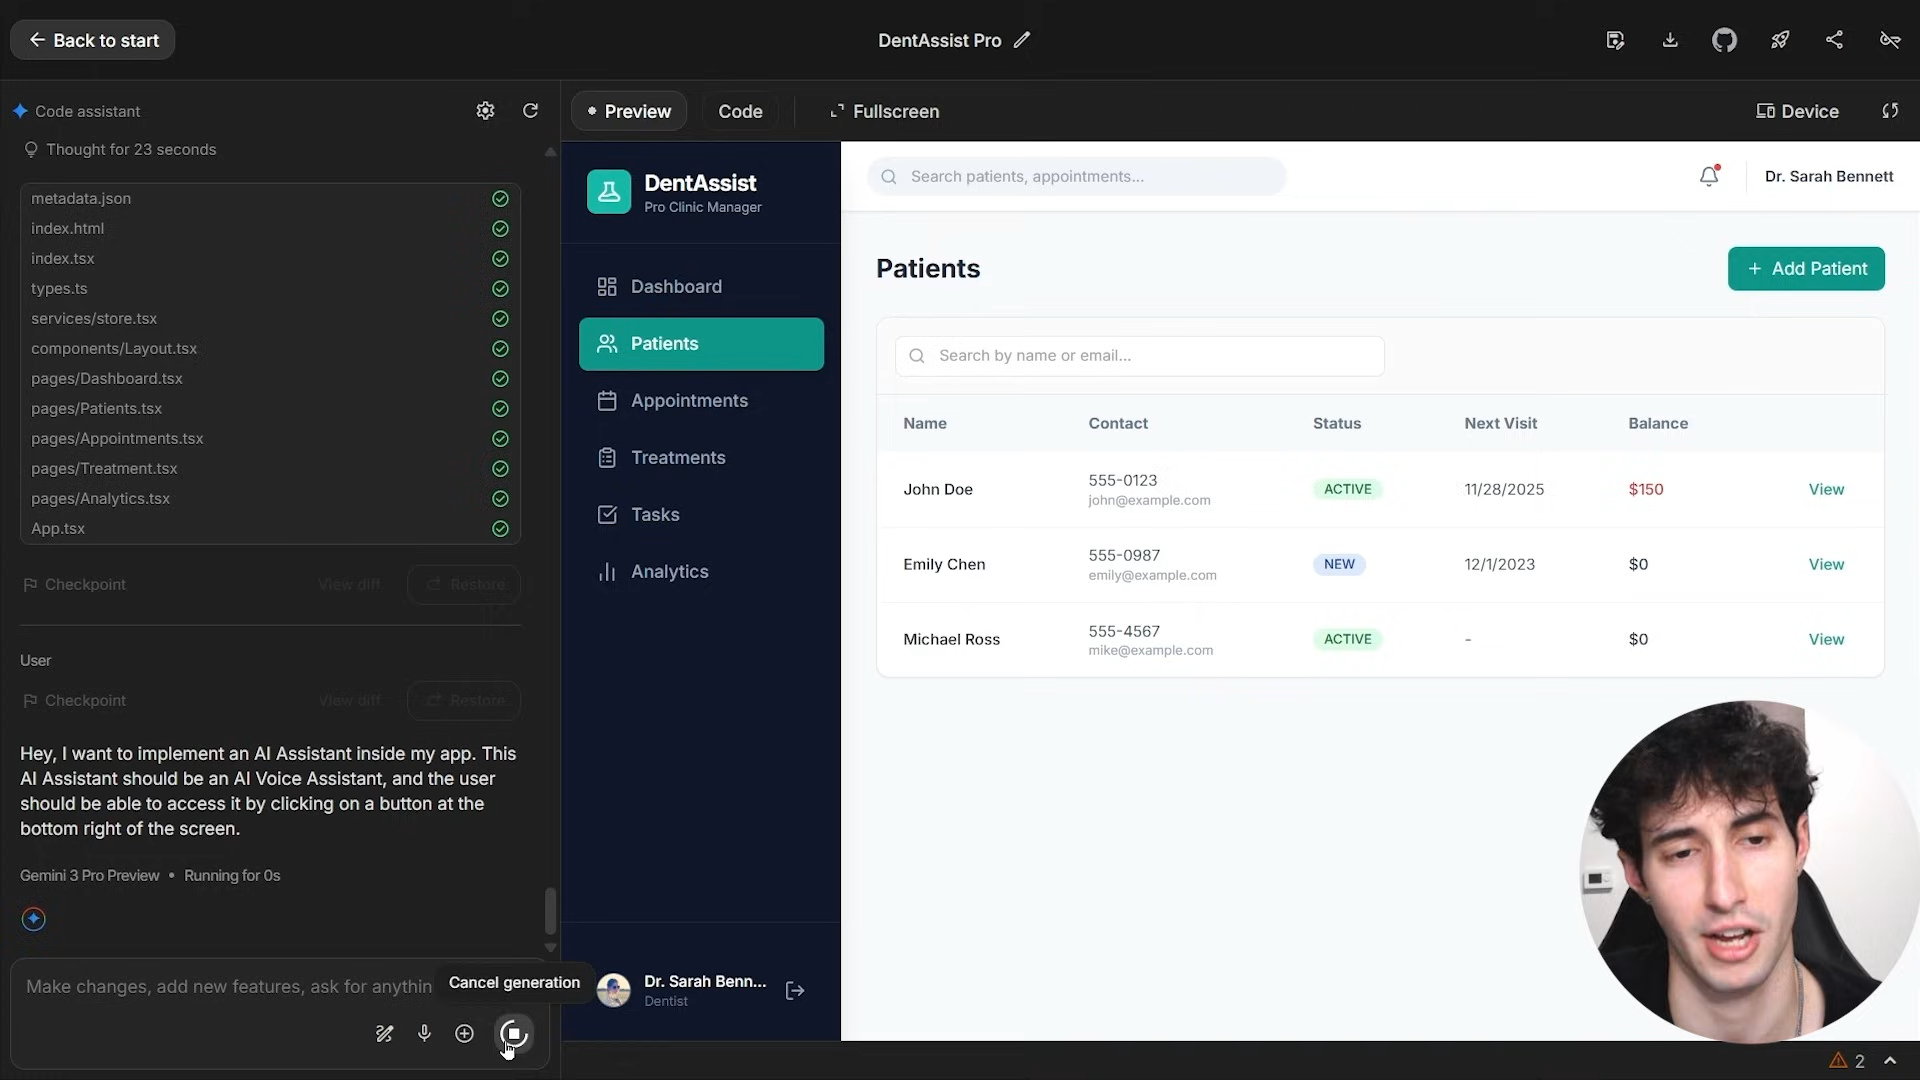 Back to start
DentAssist Pro
Code assistant
Preview
Code
Fullscreen
Device
Thought for 23 seconds
metadata.json
index.html
index.tsx
types.ts
services/store.tsx
components/Layout.tsx
pages/Dashboard.tsx
pages/Patients.tsx
pages/Appointments.tsx
pages/Treatment.tsx
pages/Analytics.tsx
App.tsx
Checkpoint View diff Restore
User
Checkpoint View diff Restore
Hey, I want to implement an AI Assistant inside my app. This
AI Assistant should be an AI Voice Assistant, and the user
should be able to access it by clicking on a button at the
bottom right of the screen.
Gemini 3 Pro Preview • Running for 0s
Make changes, add new features, ask for anythin
Cancel generation
DentAssist
Pro Clinic Manager
Dashboard
Patients
Appointments
Treatments
Tasks
Analytics
Dr. Sarah Benn...
Dentist
Search patients, appointments...
Dr. Sarah Bennett
Patients
+ Add Patient
Search by name or email...
Name Contact Status Next Visit Balance
John Doe 555-0123 john@example.com ACTIVE 11/28/2025 $150 View
Emily Chen 555-0987 emily@example.com NEW 12/1/2023 $0 View
Michael Ross 555-4567 mike@example.com ACTIVE - $0 View
2